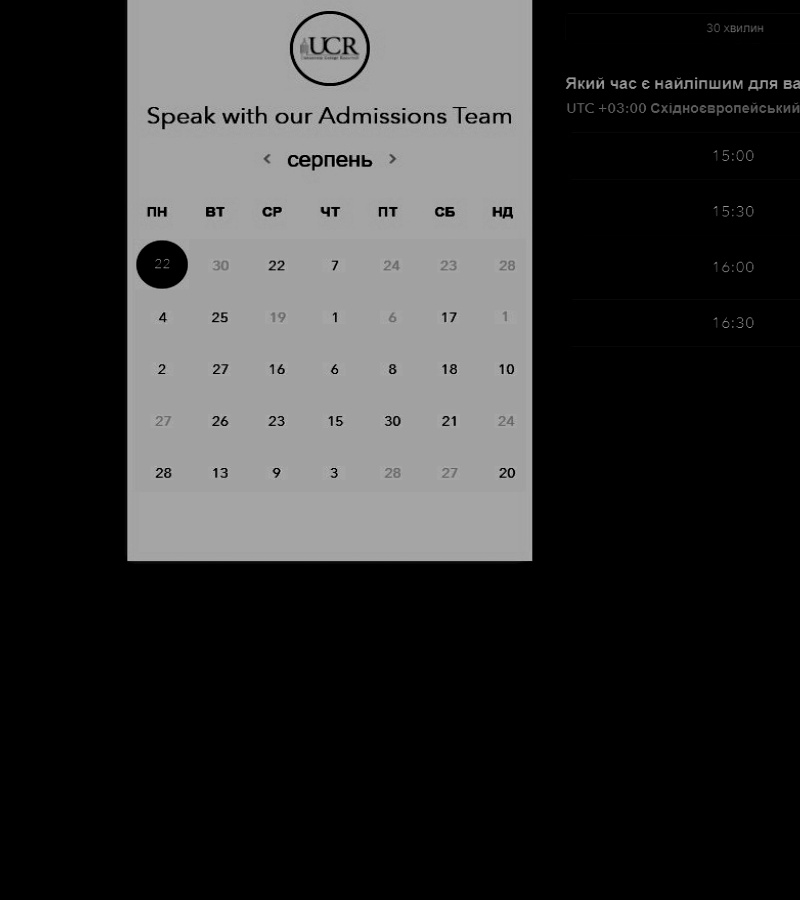 UCR
Speak with our Admissions Team
< серпень >
ПН ВТ СР ЧТ ПТ СБ НД
22 30 22 7 24 23 28
4 25 19 1 6 17 1
2 27 16 6 8 18 10
27 26 23 15 30 21 24
28 13 9 3 28 27 20
30 хвилин
Який час є найліпшим для ва
UTC +03:00 Східноєвропейський
15:00
15:30
16:00
16:30